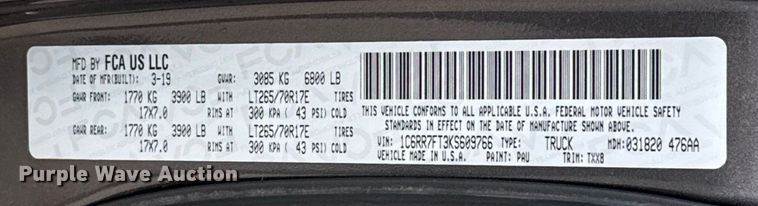 MFD BY FCA US LLC
DATE OF MFR(BUILT): 3-19 GVWR: 3085 KG 6800 LB
GAWR FRONT: 1770 KG 3900 LB WITH LT265/70R17E TIRES
17X7.0 RIMS AT 300 KPA ( 43 PSI) COLD
GAWR REAR: 1770 KG 3900 LB WITH LT265/70R17E TIRES
17X7.0 RIMS AT 300 KPA ( 43 PSI) COLD
THIS VEHICLE CONFORMS TO ALL APPLICABLE U.S.A. FEDERAL MOTOR VEHICLE SAFETY
STANDARDS IN EFFECT ON THE DATE OF MANUFACTURE SHOWN ABOVE.
VIN: 1C6RR7FT3KS609766 TYPE: TRUCK MDH: 031820 476AA
VEHICLE MADE IN U.S.A. PAINT: PAU TRIM: TXX8
Purple Wave Auction